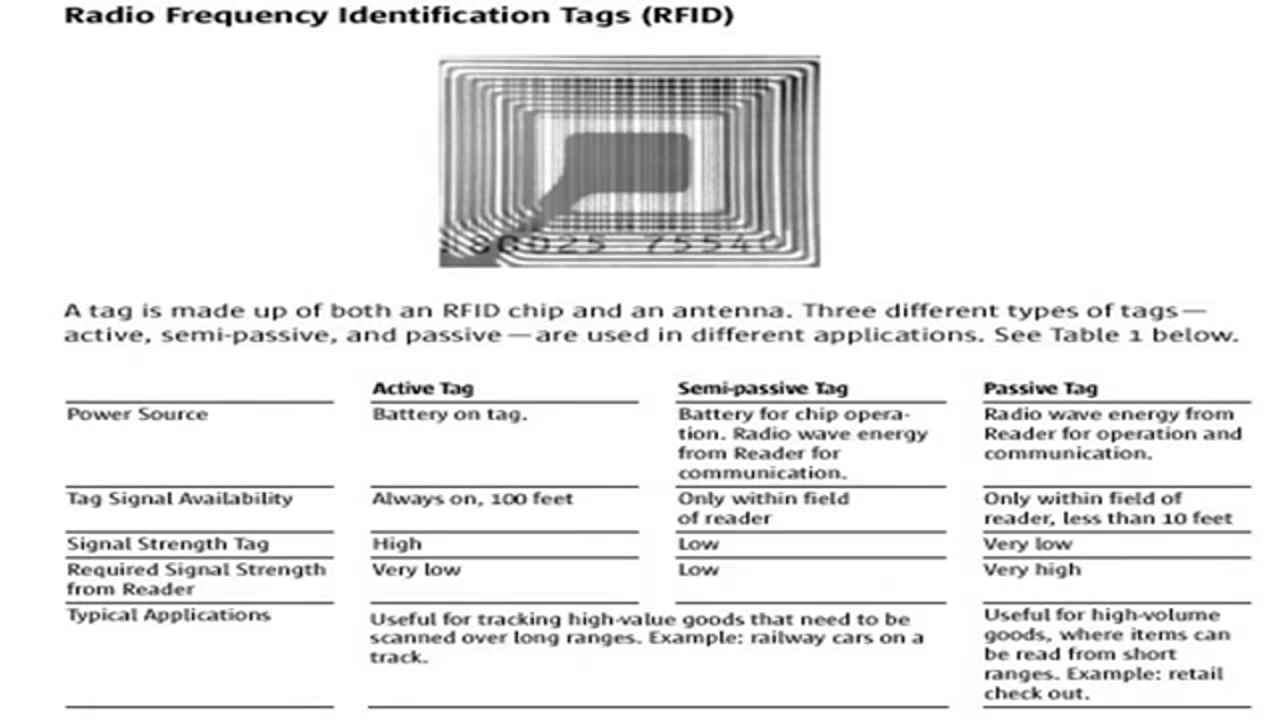 Radio Frequency Identification Tags (RFID)
025 7554
A tag is made up of both an RFID chip and an antenna. Three different types of tags—
active, semi-passive, and passive—are used in different applications. See Table 1 below.
Active Tag Semi-passive Tag Passive Tag
Power Source
Battery on tag.
Battery for chip opera-
tion. Radio wave energy
from Reader for
communication.
Radio wave energy from
Reader for operation and
communication.
Tag Signal Availability
Always on, 100 feet
Only within field
of reader
Only within field of
reader, less than 10 feet
Signal Strength Tag
High
Low
Very low
Required Signal Strength
from Reader
Very low
Low
Very high
Typical Applications
Useful for tracking high-value goods that need to be
scanned over long ranges. Example: railway cars on a
track.
Useful for high-volume
goods, where items can
be read from short
ranges. Example: retail
check out.